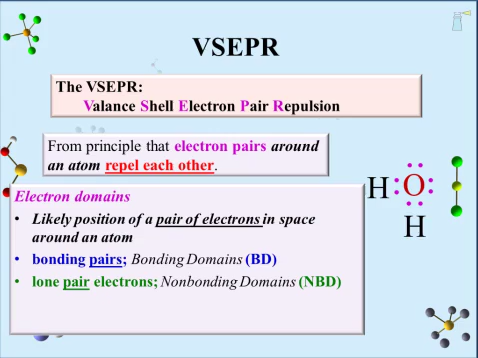 VSEPR
The VSEPR:
Valance Shell Electron Pair Repulsion
From principle that electron pairs around
an atom repel each other.
Electron domains
• Likely position of a pair of electrons in space
around an atom
• bonding pairs; Bonding Domains (BD)
• lone pair electrons; Nonbonding Domains (NBD)
H : O :
H